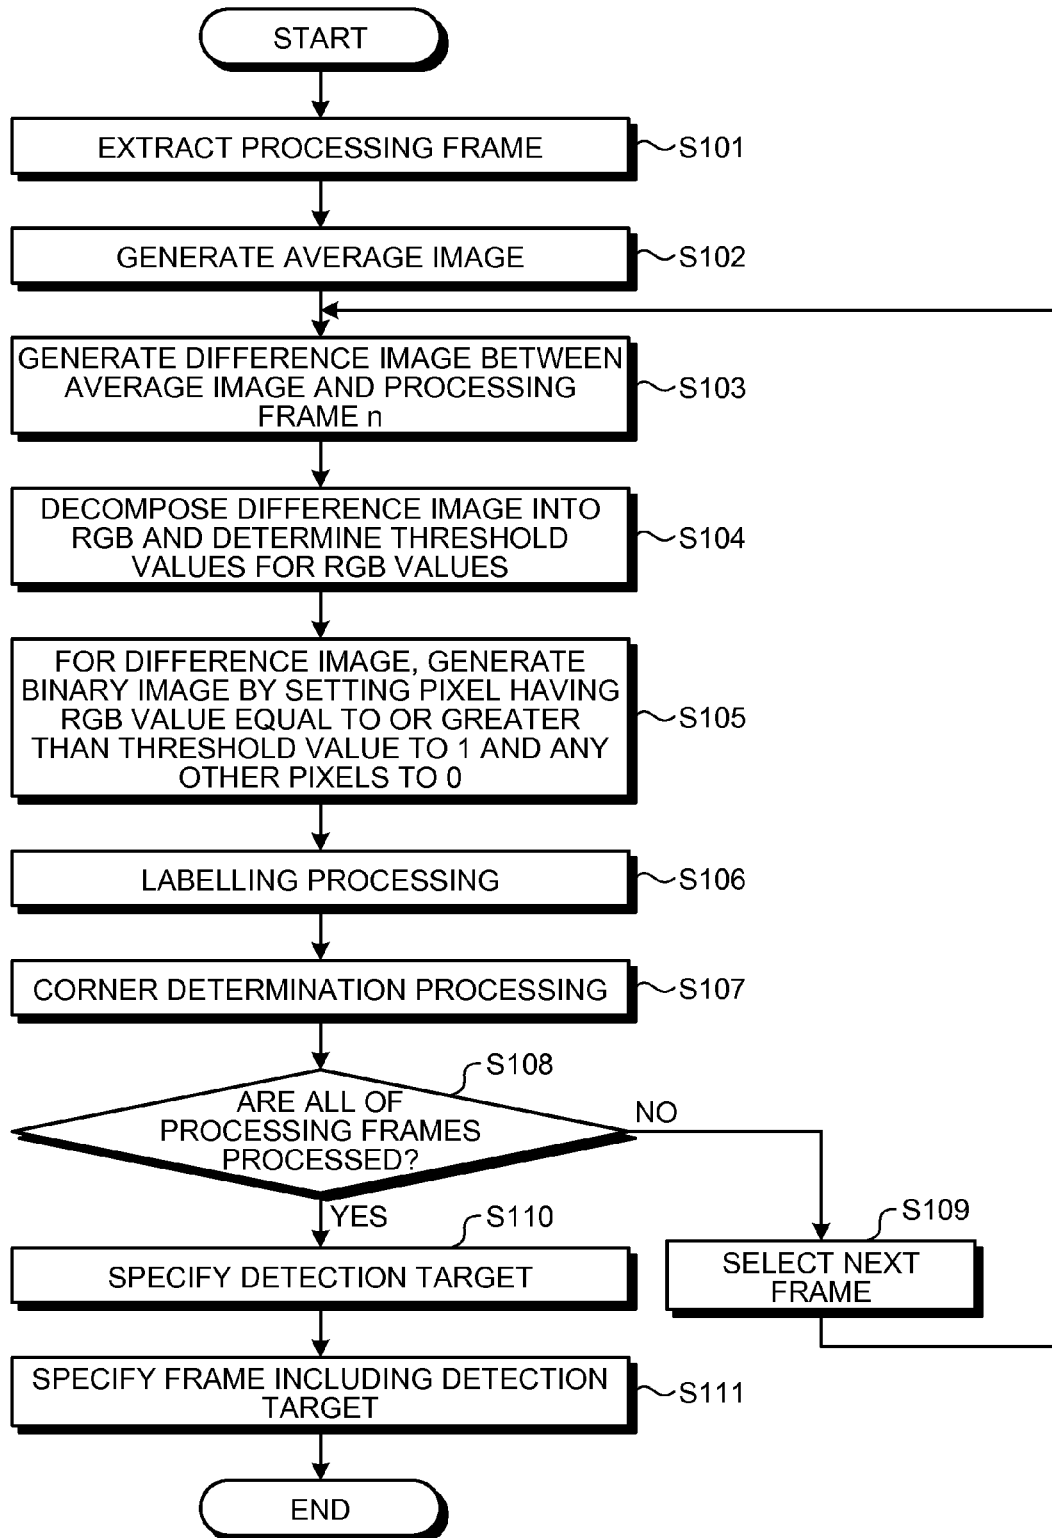 START
EXTRACT PROCESSING FRAME
S101
GENERATE AVERAGE IMAGE
S102
GENERATE DIFFERENCE IMAGE BETWEEN
AVERAGE IMAGE AND PROCESSING
FRAME n
S103
DECOMPOSE DIFFERENCE IMAGE INTO
RGB AND DETERMINE THRESHOLD
VALUES FOR RGB VALUES
S104
FOR DIFFERENCE IMAGE, GENERATE
BINARY IMAGE BY SETTING PIXEL HAVING
RGB VALUE EQUAL TO OR GREATER
THAN THRESHOLD VALUE TO 1 AND ANY
OTHER PIXELS TO 0
S105
LABELLING PROCESSING
S106
CORNER DETERMINATION PROCESSING
S107
S108
ARE ALL OF
PROCESSING FRAMES
PROCESSED?
NO
YES
S109
SELECT NEXT
FRAME
S110
SPECIFY DETECTION TARGET
SPECIFY FRAME INCLUDING DETECTION
TARGET
S111
END